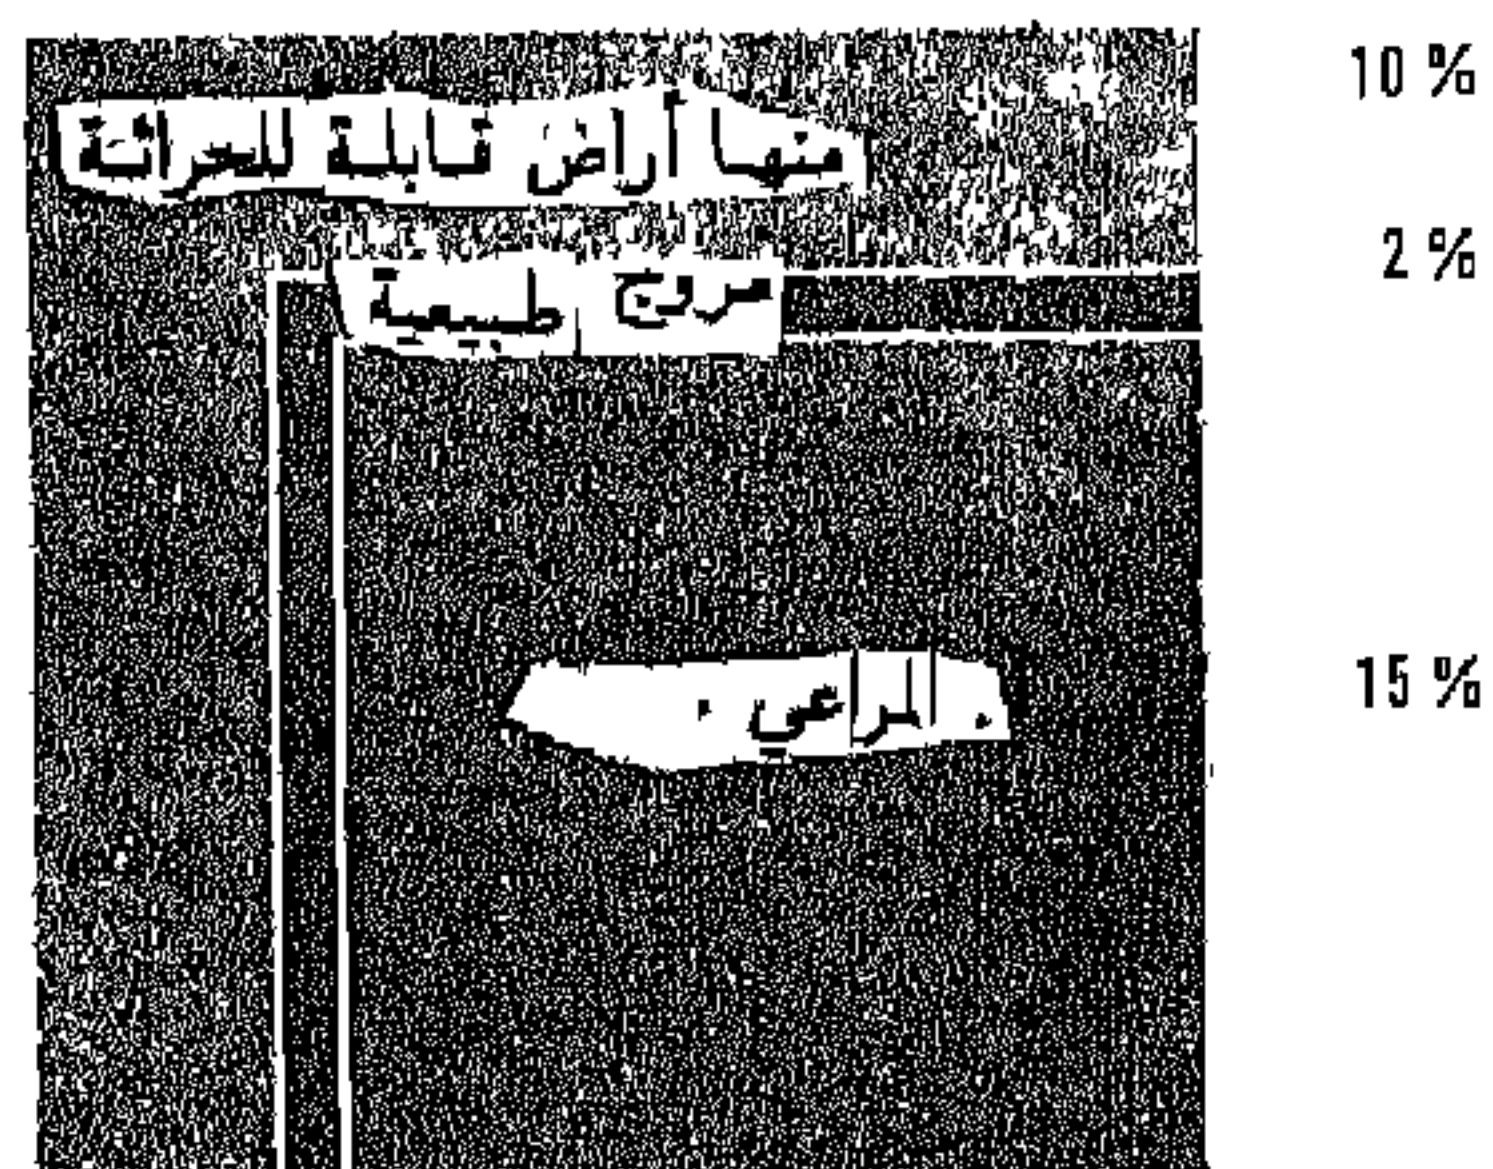 10 %
منها أراض قابلة للحراثة
2 %
مروج طبيعية
15 %
. المراعي .